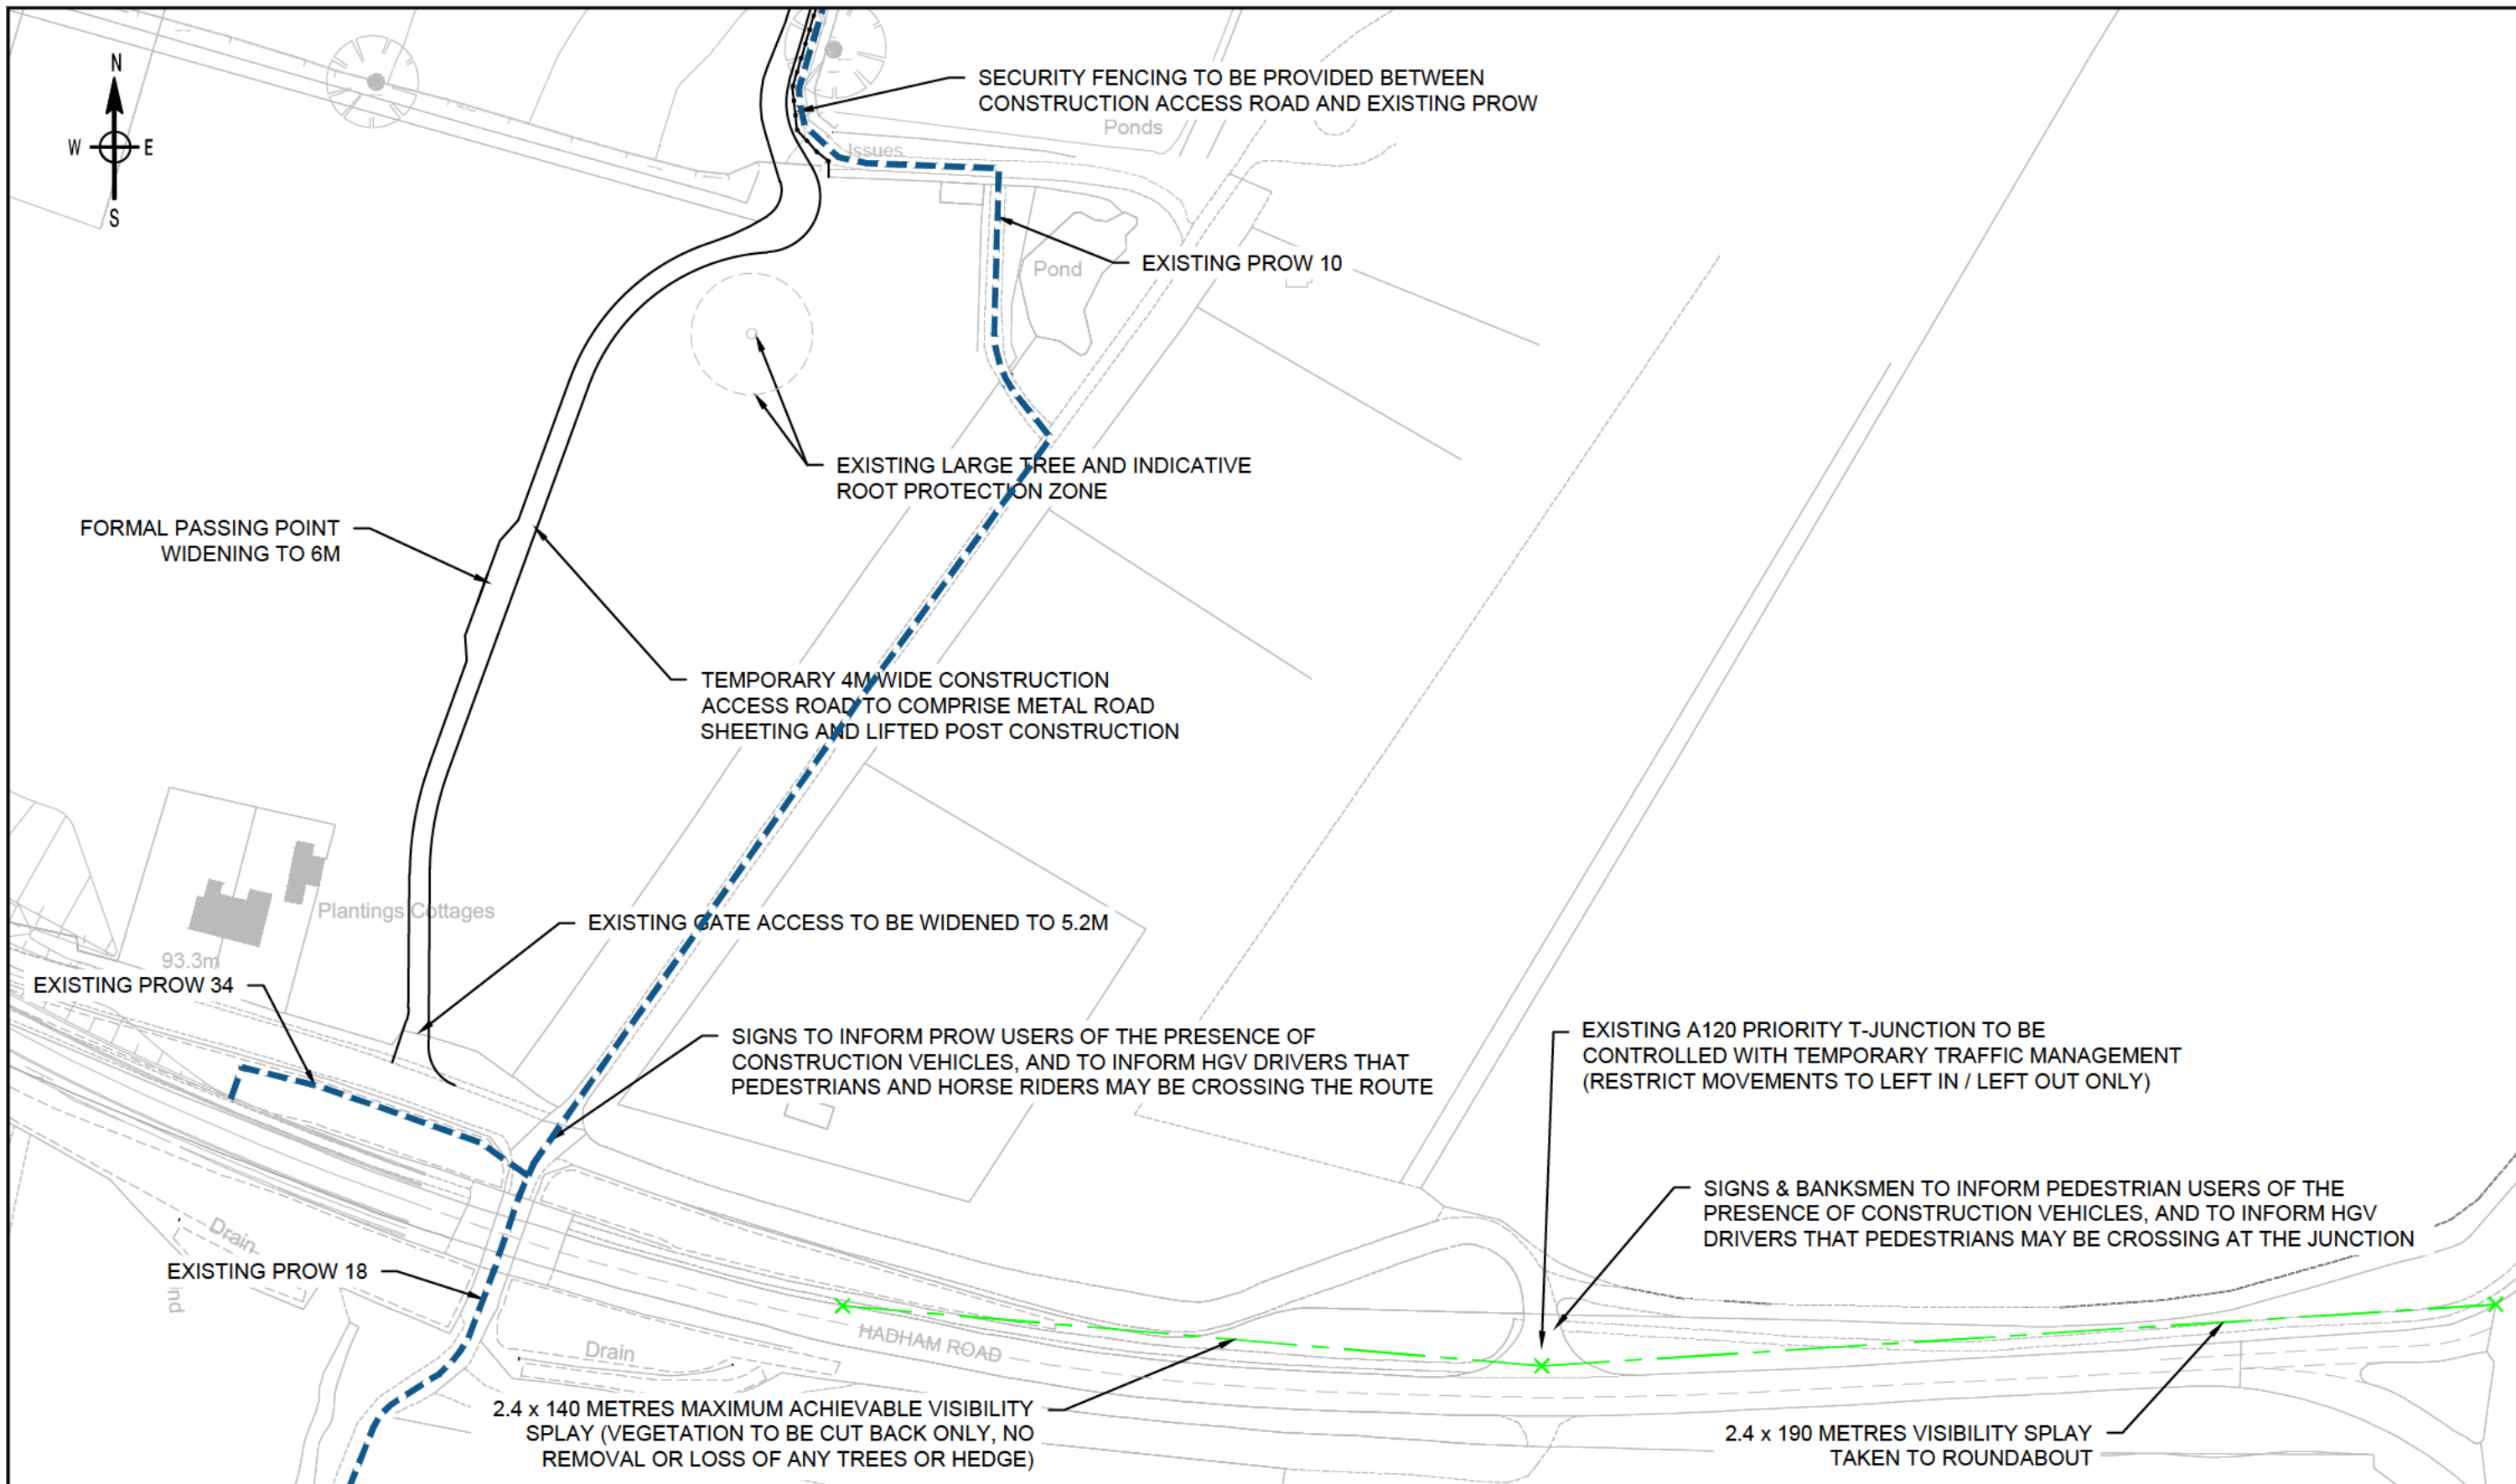 N
W E
S
SECURITY FENCING TO BE PROVIDED BETWEEN
CONSTRUCTION ACCESS ROAD AND EXISTING PROW
Ponds
Issues
EXISTING PROW 10
Pond
EXISTING LARGE TREE AND INDICATIVE
ROOT PROTECTION ZONE
FORMAL PASSING POINT
WIDENING TO 6M
TEMPORARY 4M WIDE CONSTRUCTION
ACCESS ROAD TO COMPRISE METAL ROAD
SHEETING AND LIFTED POST CONSTRUCTION
Plantings Cottages
EXISTING GATE ACCESS TO BE WIDENED TO 5.2M
93.3m
EXISTING PROW 34
SIGNS TO INFORM PROW USERS OF THE PRESENCE OF
CONSTRUCTION VEHICLES, AND TO INFORM HGV DRIVERS THAT
PEDESTRIANS AND HORSE RIDERS MAY BE CROSSING THE ROUTE
EXISTING A120 PRIORITY T-JUNCTION TO BE
CONTROLLED WITH TEMPORARY TRAFFIC MANAGEMENT
(RESTRICT MOVEMENTS TO LEFT IN / LEFT OUT ONLY)
SIGNS & BANKSMEN TO INFORM PEDESTRIAN USERS OF THE
PRESENCE OF CONSTRUCTION VEHICLES, AND TO INFORM HGV
DRIVERS THAT PEDESTRIANS MAY BE CROSSING AT THE JUNCTION
Drain
EXISTING PROW 18
nd
HADHAM ROAD
Drain
2.4 x 140 METRES MAXIMUM ACHIEVABLE VISIBILITY
SPLAY (VEGETATION TO BE CUT BACK ONLY, NO
REMOVAL OR LOSS OF ANY TREES OR HEDGE)
2.4 x 190 METRES VISIBILITY SPLAY
TAKEN TO ROUNDABOUT